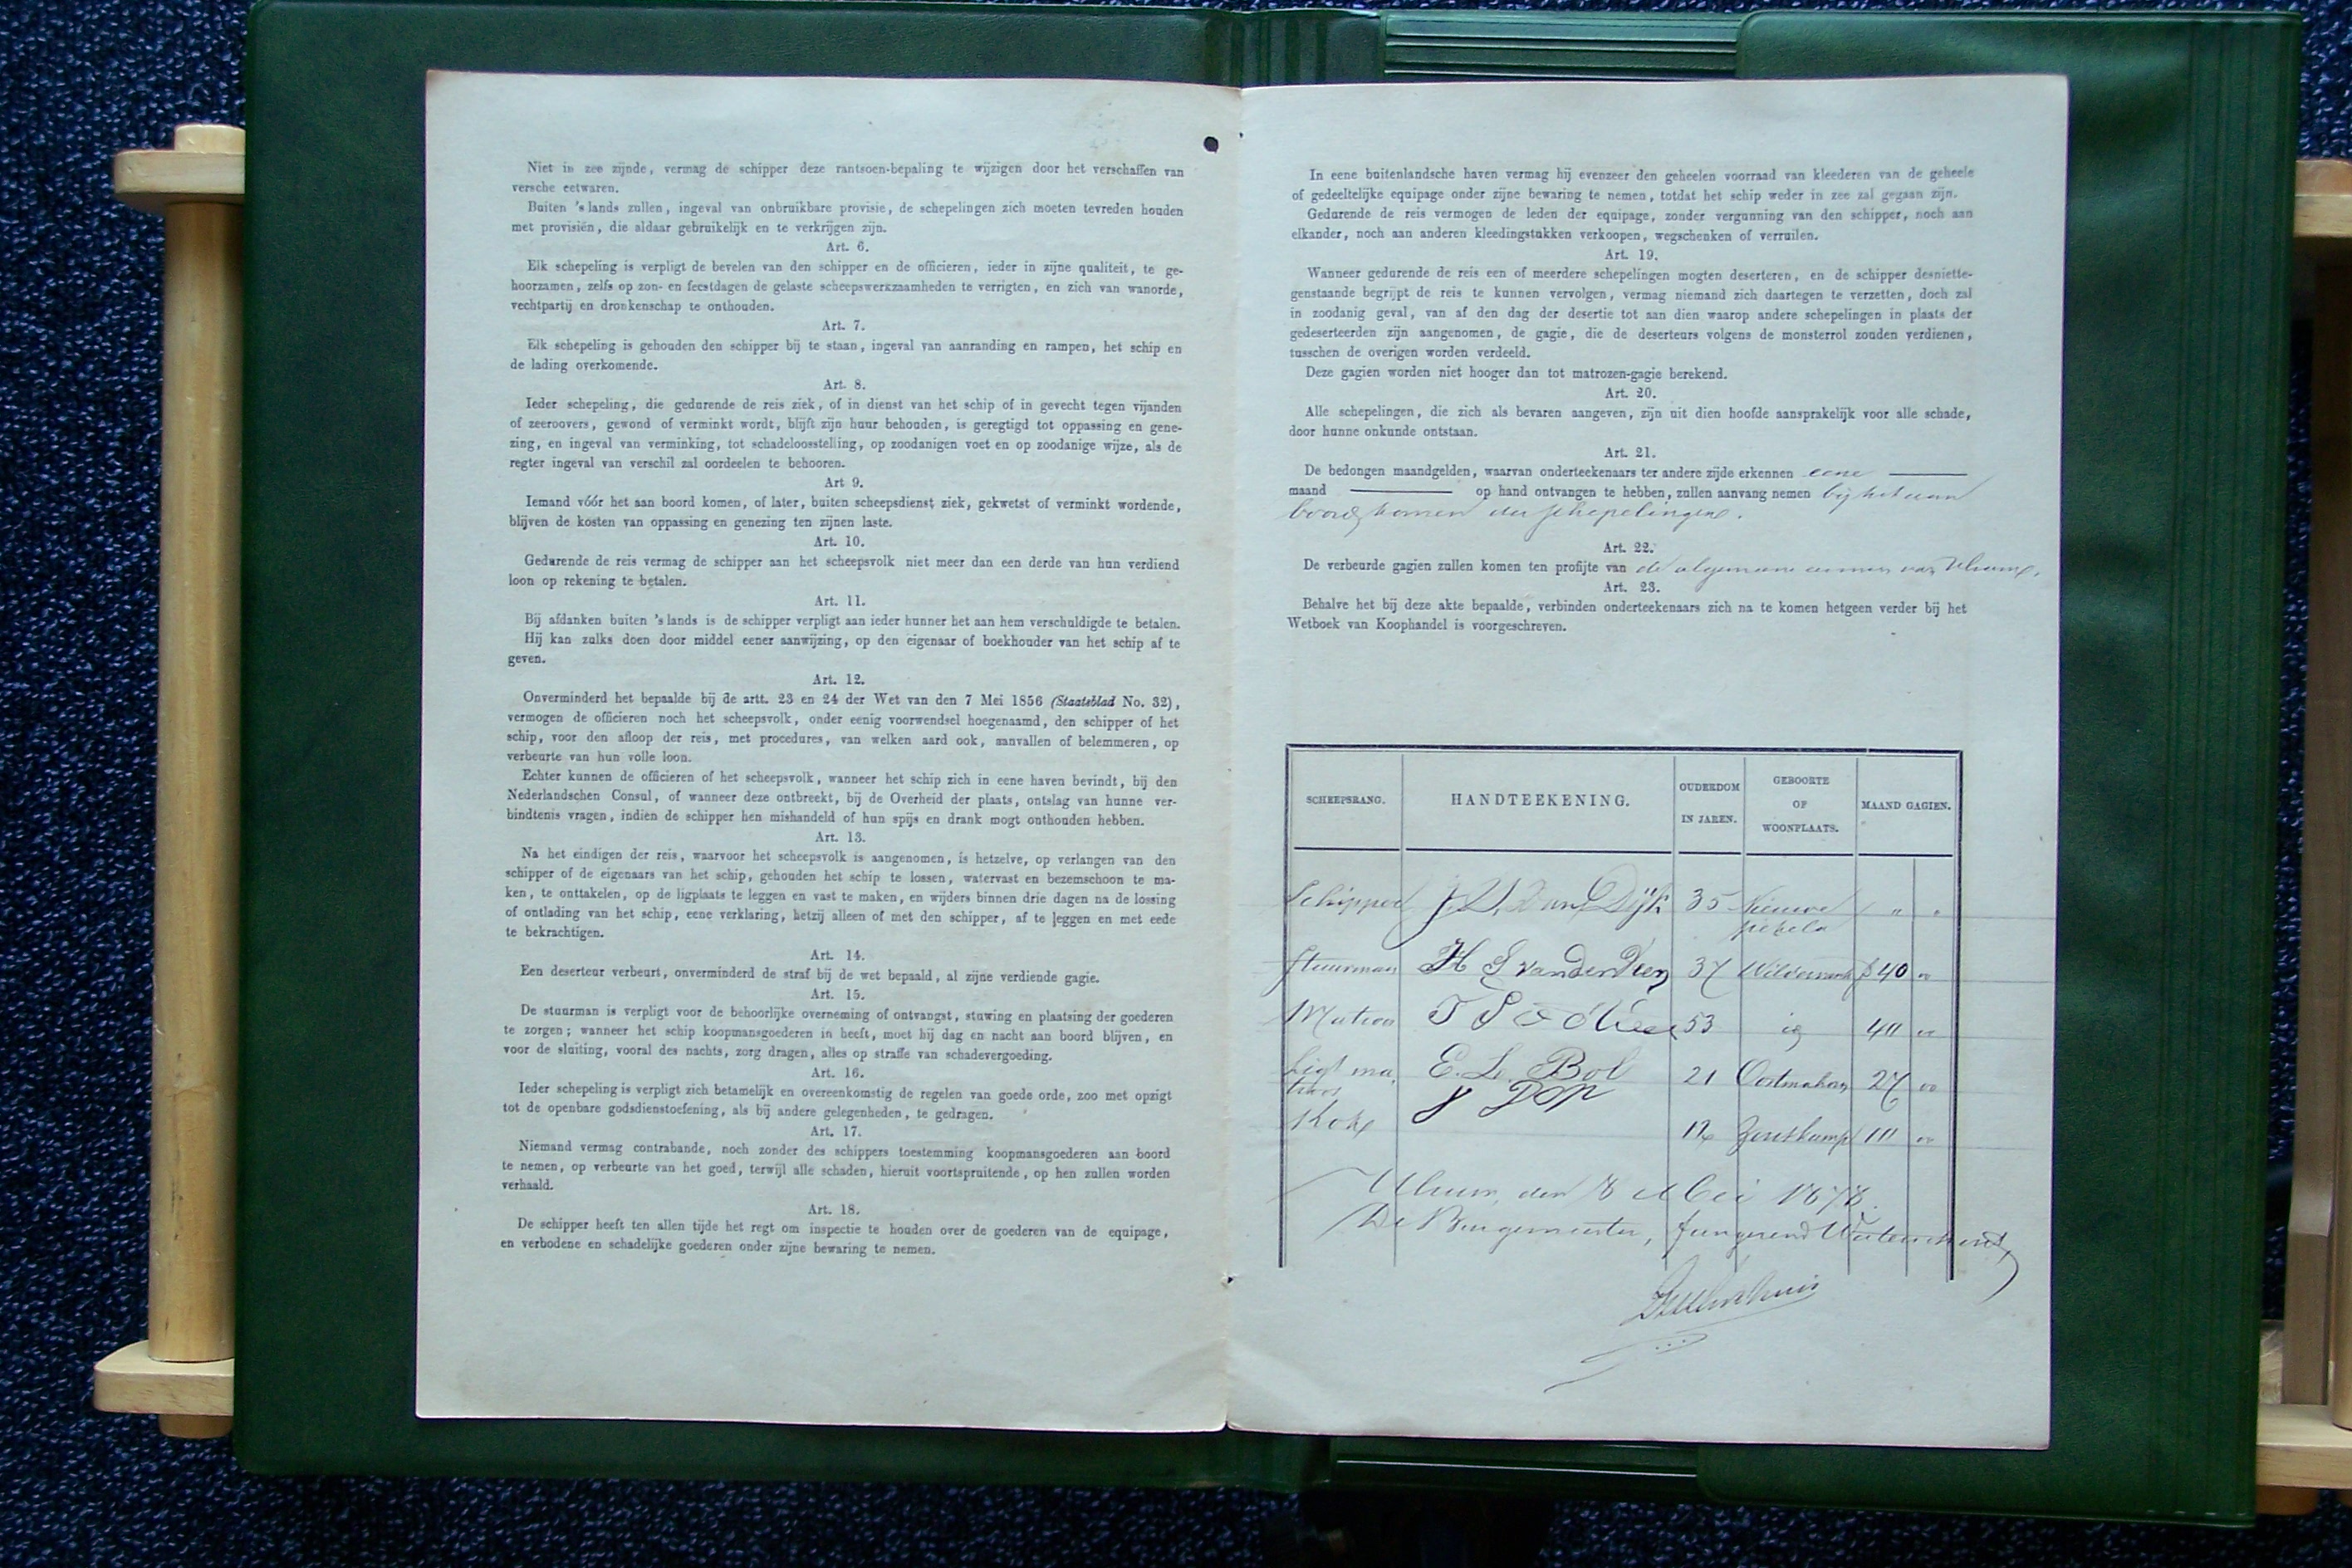 Niet in zee zijnde, vermag de schipper deze rantsoen-bepaling te wijzigen door het verschaffen van
versche eetwaren.
Buiten 's lands zullen, ingeval van onbruikbare provisie, de schepelingen zich moeten tevreden houden
met provisiën, die aldaar gebruikelijk en te verkrijgen zijn.
Art. 6.
Elk schepeling is verpligt de bevelen van den schipper en de officieren, ieder in zijne qualiteit, te ge-
hoorzamen, zelfs op zon- en feestdagen de gelaste scheepswerkzaamheden te verrigten, en zich van wanorde,
vechtpartij en dronkenschap te onthouden.
Art. 7.
Elk schepeling is gehouden den schipper bij te staan, ingeval van aanranding en rampen, het schip en
de lading overkomende.
Art. 8.
Ieder schepeling, die gedurende de reis ziek, of in dienst van het schip of in gevecht tegen vijanden
of zeeroovers, gewond of verminkt wordt, blijft zijn huur behouden, is geregtigd tot oppassing en gene-
zing, en ingeval van verminking, tot schadeloosstelling, op zoodanigen voet en op zoodanige wijze, als de
regter ingeval van verschil zal oordeelen te behooren.
Art 9.
Iemand vóór het aan boord komen, of later, buiten scheepsdienst ziek, gekwetst of verminkt wordende,
blijven de kosten van oppassing en genezing ten zijnen laste.
Art. 10.
Gedurende de reis vermag de schipper aan het scheepsvolk niet meer dan een derde van hun verdiend
loon op rekening te betalen.
Art. 11.
Bij afdanken buiten 's lands is de schipper verpligt aan ieder hunner het aan hem verschuldigde te betalen.
Hij kan zulks doen door middel eener aanwijzing, op den eigenaar of boekhouder van het schip af te
geven.
Art. 12.
Onverminderd het bepaalde bij de artt. 23 en 24 der Wet van den 7 Mei 1856 (Staatsblad No. 32),
vermogen de officieren noch het scheepsvolk, onder eenig voorwendsel hoegenaamd, den schipper of het
schip, voor den afloop der reis, met procedures, van welken aard ook, aanvallen of belemmeren, op
verbeurte van hun volle loon.
Echter kunnen de officieren of het scheepsvolk, wanneer het schip zich in eene haven bevindt, bij den
Nederlandschen Consul, of wanneer deze ontbreekt, bij de Overheid der plaats, ontslag van hunne ver-
bindtenis vragen, indien de schipper hen mishandeld of hun spijs en drank mogt onthouden hebben.
Art. 13.
Na het eindigen der reis, waarvoor het scheepsvolk is aangenomen, is hetzelve, op verlangen van den
schipper of de eigenaars van het schip, gehouden het schip te lossen, watervast en bezemschoon te ma-
ken, te onttakelen, op de ligplaats te leggen en vast te maken, en wijders binnen drie dagen na de lossing
of ontlading van het schip, eene verklaring, hetzij alleen of met den schipper, af te leggen en met eede
te bekrachtigen.
Art. 14.
Een deserteur verbeurt, onverminderd de straf bij de wet bepaald, al zijne verdiende gagie.
Art. 15.
De stuurman is verpligt voor de behoorlijke overneming of ontvangst, stuwing en plaatsing der goederen
te zorgen; wanneer het schip koopmansgoederen in heeft, moet hij dag en nacht aan boord blijven, en
voor de sluiting, vooral des nachts, zorg dragen, alles op straffe van schadevergoeding.
Art. 16.
Ieder schepeling is verpligt zich betamelijk en overeenkomstig de regelen van goede orde, zoo met opzigt
tot de openbare godsdienstoefening, als bij andere gelegenheden, te gedragen.
Art. 17.
Niemand vermag contrabande, noch zonder des schippers toestemming koopmansgoederen aan boord
te nemen, op verbeurte van het goed, terwijl alle schaden, hieruit voortspruitende, op hen zullen worden
verhaald.
Art. 18.
De schipper heeft ten allen tijde het regt om inspectie te houden over de goederen van de equipage,
en verbodene en schadelijke goederen onder zijne bewaring te nemen.
In eene buitenlandsche haven vermag hij evenzeer den geheelen voorraad van kleederen van de geheele
of gedeeltelijke equipage onder zijne bewaring te nemen, totdat het schip weder in zee zal gegaan zijn.
Gedurende de reis vermogen de leden der equipage, zonder vergunning van den schipper, noch aan
elkander, noch aan anderen kleedingstukken verkoopen, wegschenken of verruilen.
Art. 19.
Wanneer gedurende de reis een of meerdere schepelingen mogten deserteren, en de schipper desniette-
genstaande begrijpt de reis te kunnen vervolgen, vermag niemand zich daartegen te verzetten, doch zal
in zoodanig geval, van af den dag der desertie tot aan dien waarop andere schepelingen in plaats der
gedeserteerden zijn aangenomen, de gagie, die de deserteurs volgens de monsterrol zouden verdienen,
tusschen de overigen worden verdeeld.
Deze gagien worden niet hooger dan tot matrozen-gagie berekend.
Art. 20.
Alle schepelingen, die zich als bevaren aangeven, zijn uit dien hoofde aansprakelijk voor alle schade,
door hunne onkunde ontstaan.
Art. 21.
De bedongen maandgelden, waarvan onderteekenaars ter andere zijde erkennen eene
maand op hand ontvangen te hebben, zullen aanvang nemen bij het aan
boord komen der schepelingen.
Art. 22.
De verbeurde gagien zullen komen ten profijte van de algemeene armen van Ulrum.
Art. 23.
Behalve het bij deze akte bepaalde, verbinden onderteekenaars zich na te komen hetgeen verder bij het
Wetboek van Koophandel is voorgeschreven.
SCHEEPSRANG. HANDTEEKENING. OUDERDOM IN JAREN. GEBOORTE OF WOONPLAATS. MAAND GAGIEN.
Schipper J. Van Dijk 35 Nieuwe Pekela " "
Stuurman H S van der Veen 37 Wildervank f 40 00
Matroos 53 id
Ligt ma- E. L. Bol 21 27 00
troos
Kok J Dop Zoutkamp 00
Ulrum, den 8 Mei 1878.
De Burgemeester, fungerend Waterschout,